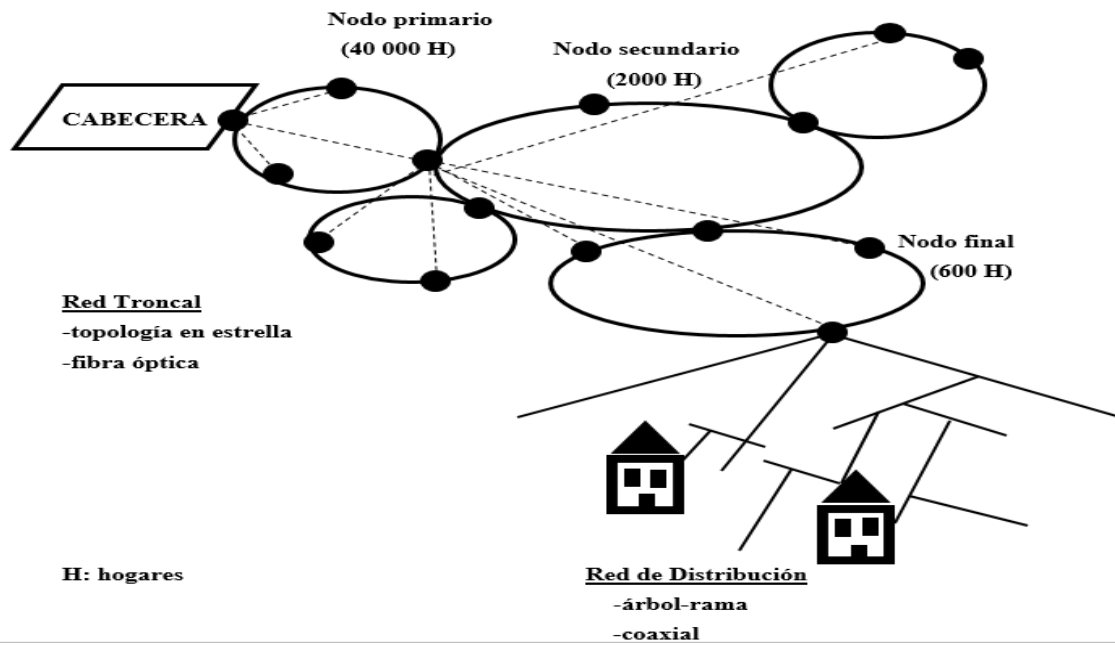 Nodo primario
(40 000 H)
Nodo secundario
(2000 H)
CABECERA
Nodo final
(600 H)
Red Troncal
-topología en estrella
-fibra óptica
H: hogares
Red de Distribución
-árbol-rama
-coaxial